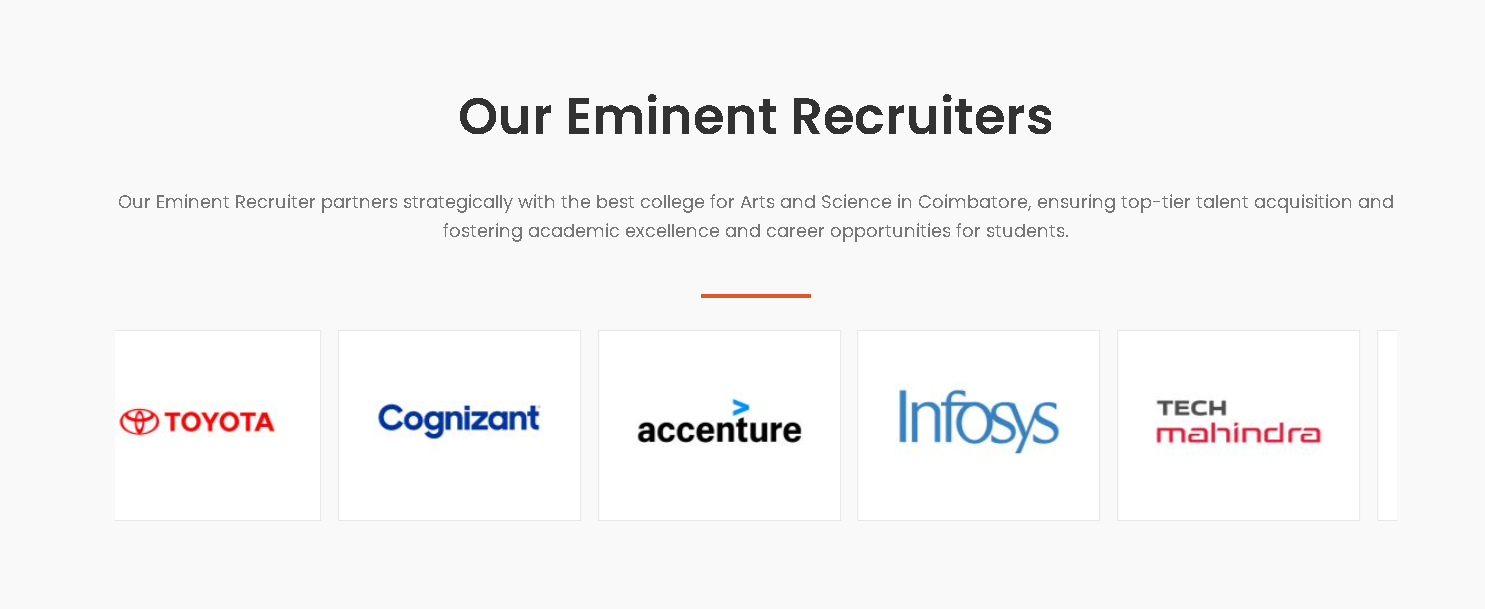 Our Eminent Recruiters
Our Eminent Recruiter partners strategically with the best college for Arts and Science in Coimbatore, ensuring top-tier talent acquisition and
fostering academic excellence and career opportunities for students.
TOYOTA
Cognizant
accenture
Infosys
TECH
mahindra